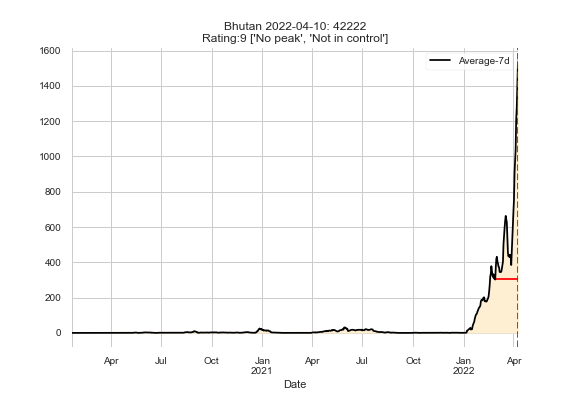 Bhutan 2022-04-10: 42222
Rating:9 ['No peak', 'Not in control']
Average-7d
1600
1400
1200
1000
800
600
400
200
0
Apr Jul Oct Jan Apr Jul Oct Jan Apr
2021 2022
Date